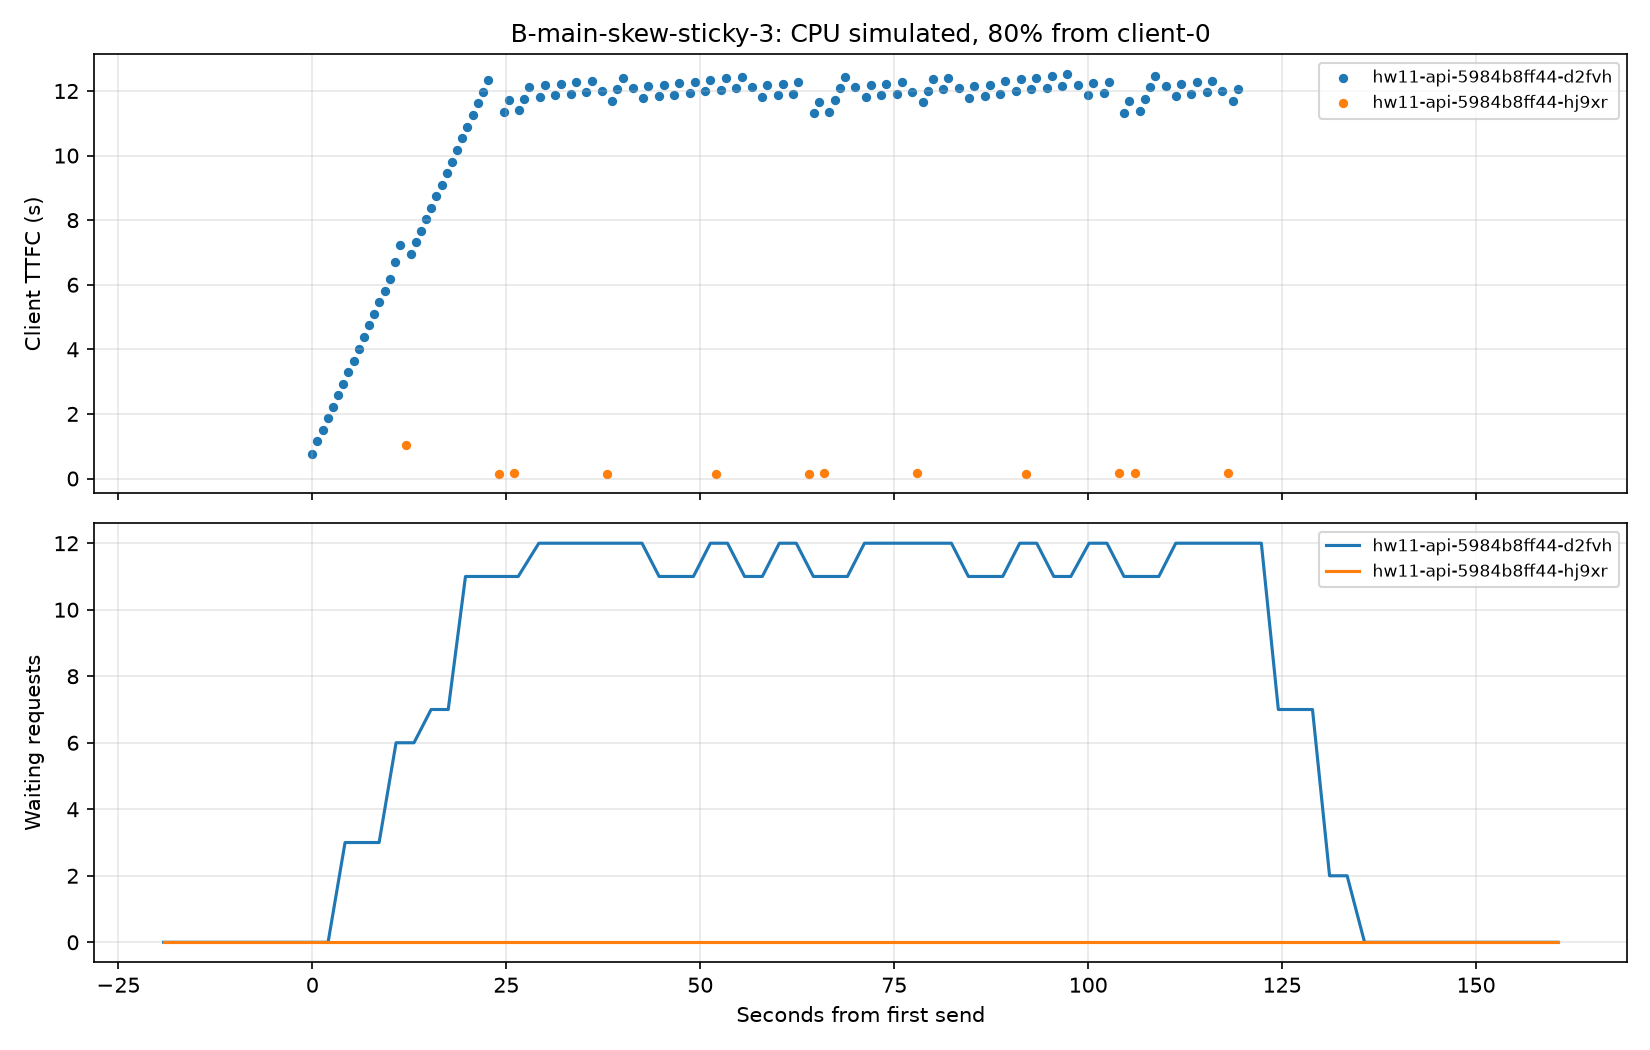 B-main-skew-sticky-3: CPU simulated, 80% from client-0
Client TTFC (s)
12
10
8
6
4
2
0
hw11-api-5984b8ff44-d2fvh
hw11-api-5984b8ff44-hj9xr
Waiting requests
12
10
8
6
4
2
0
hw11-api-5984b8ff44-d2fvh
hw11-api-5984b8ff44-hj9xr
−25 0 25 50 75 100 125 150
Seconds from first send